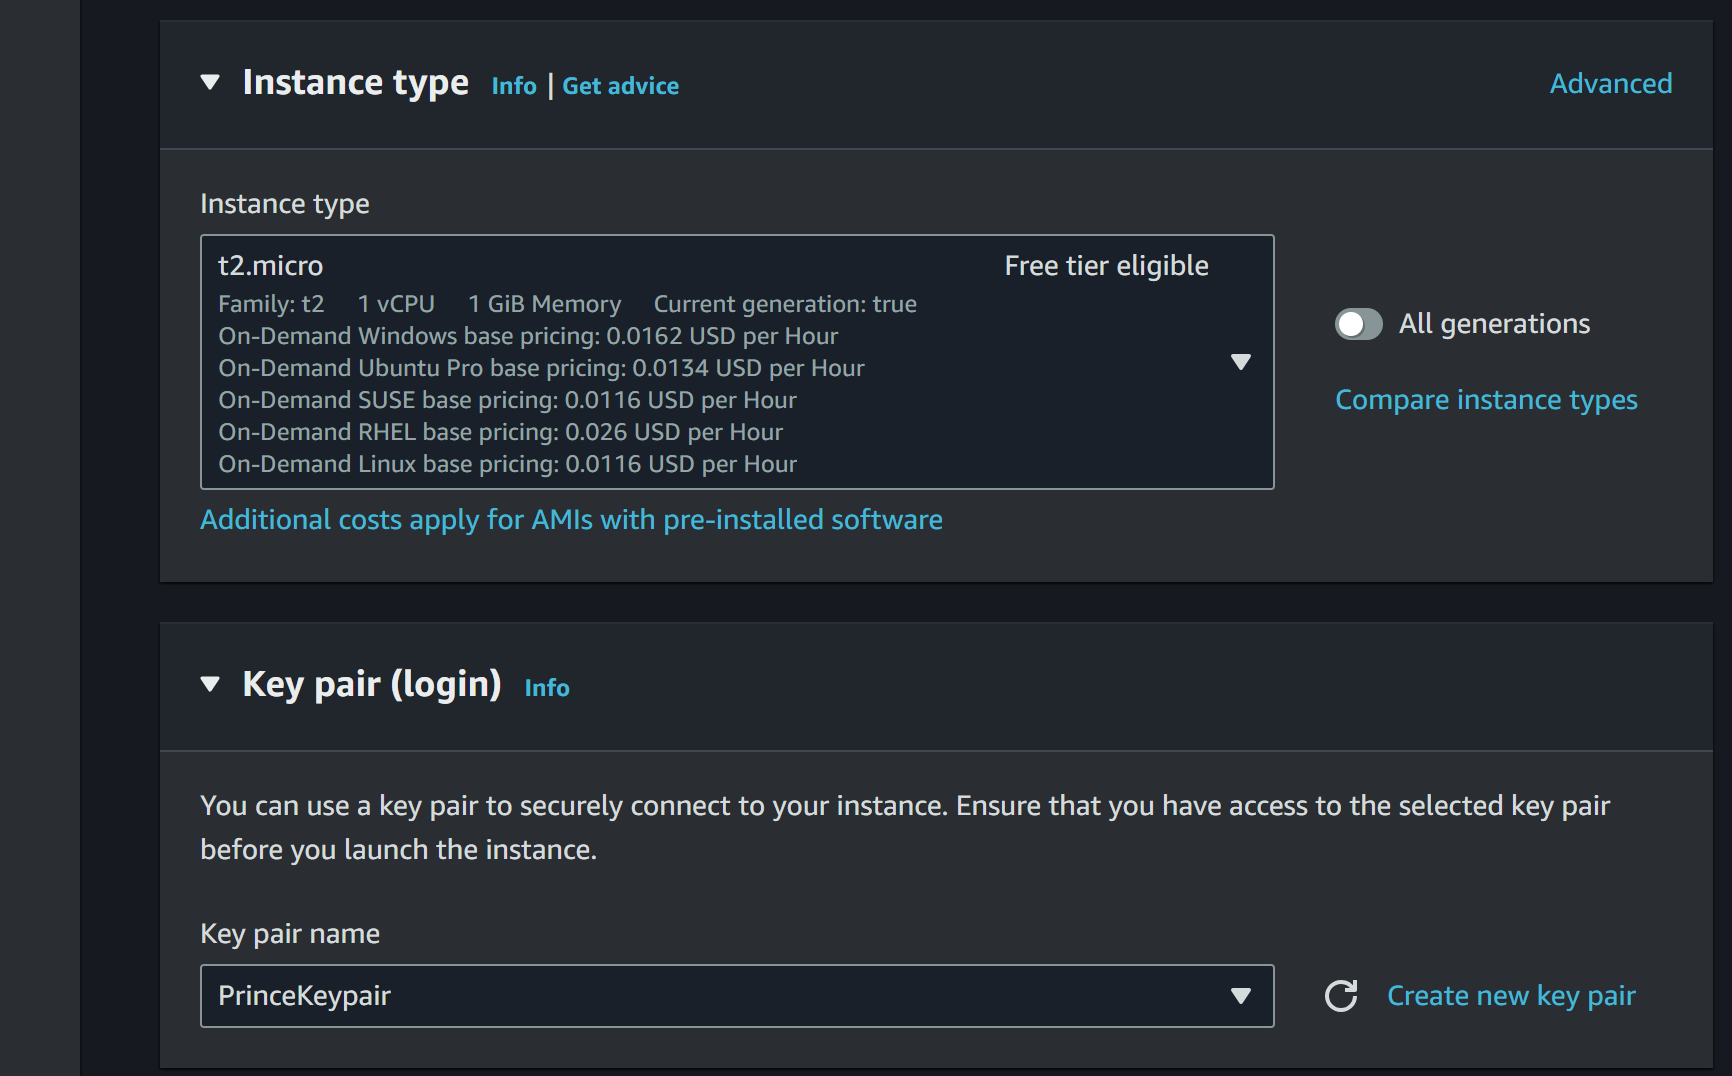 Instance type Info | Get advice Advanced
Instance type
t2.micro Free tier eligible
Family: t2 1 vCPU 1 GiB Memory Current generation: true
On-Demand Windows base pricing: 0.0162 USD per Hour
On-Demand Ubuntu Pro base pricing: 0.0134 USD per Hour
On-Demand SUSE base pricing: 0.0116 USD per Hour
On-Demand RHEL base pricing: 0.026 USD per Hour
On-Demand Linux base pricing: 0.0116 USD per Hour
All generations
Compare instance types
Additional costs apply for AMIs with pre-installed software
Key pair (login) Info
You can use a key pair to securely connect to your instance. Ensure that you have access to the selected key pair
before you launch the instance.
Key pair name
PrinceKeypair
Create new key pair